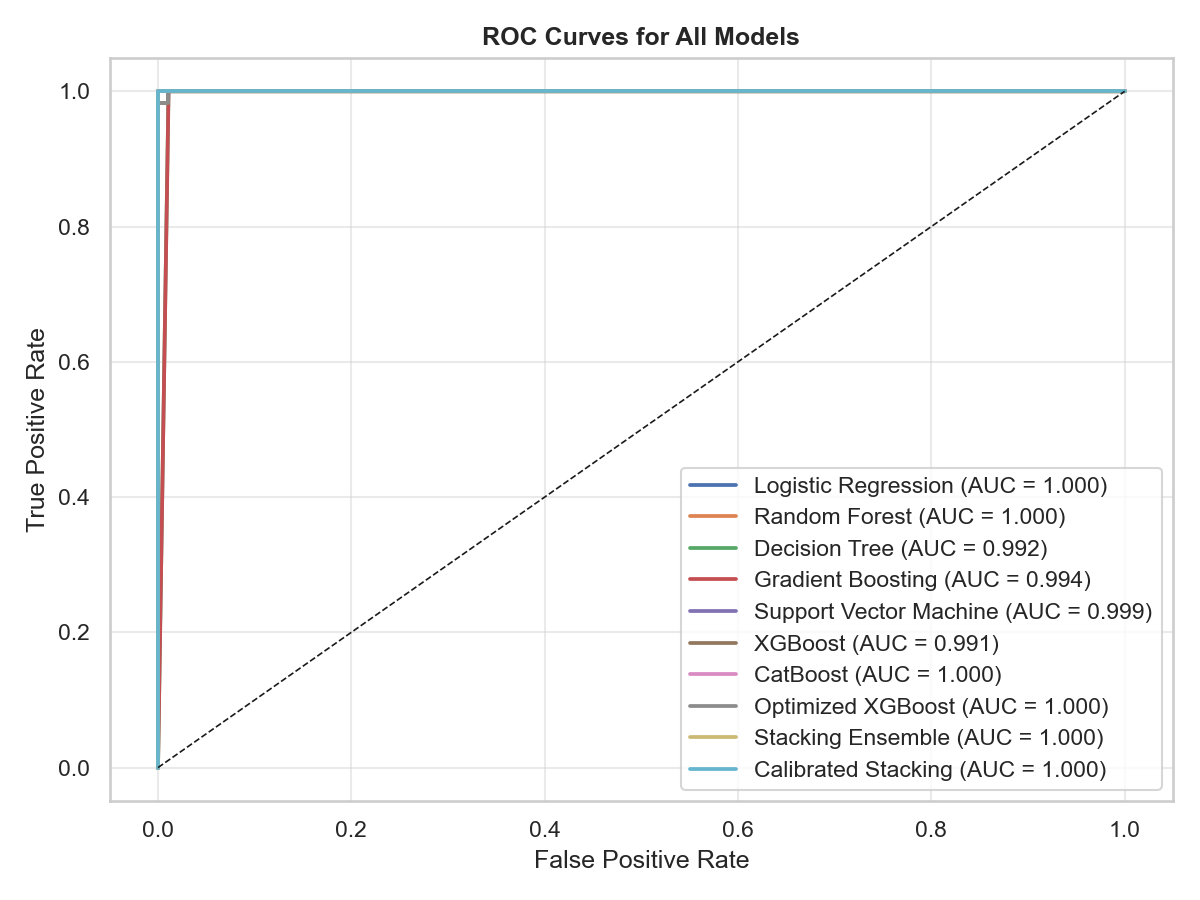 ROC Curves for All Models
True Positive Rate
1.0
0.8
0.6
0.4
0.2
0.0
Logistic Regression (AUC = 1.000)
Random Forest (AUC = 1.000)
Decision Tree (AUC = 0.992)
Gradient Boosting (AUC = 0.994)
Support Vector Machine (AUC = 0.999)
XGBoost (AUC = 0.991)
CatBoost (AUC = 1.000)
Optimized XGBoost (AUC = 1.000)
Stacking Ensemble (AUC = 1.000)
Calibrated Stacking (AUC = 1.000)
0.0 0.2 0.4 0.6 0.8 1.0
False Positive Rate